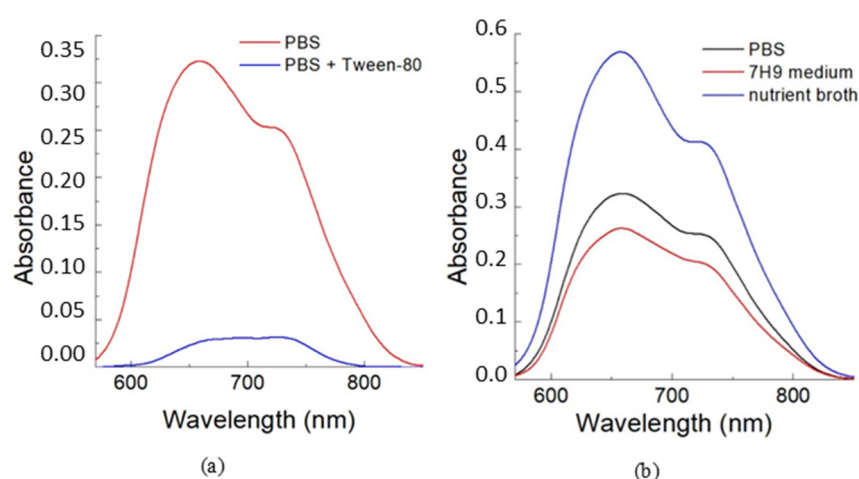 0.35
0.30
0.25
0.20
0.15
0.10
0.05
0.00
Absorbance
PBS
PBS + Tween-80
600
700
800
Wavelength (nm)
(a)
0.6
0.5
0.4
0.3
0.2
0.1
0.0
Absorbance
PBS
7H9 medium
nutrient broth
600
700
800
Wavelength (nm)
(b)